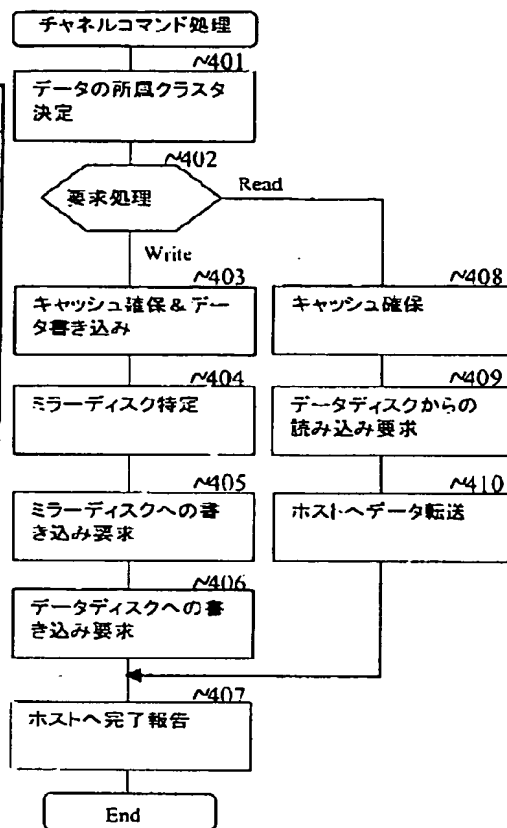 チャネルコマンド処理
~401
データの所属クラスタ
決定
~402
要求処理
Read
Write
~403
キャッシュ確保&デー
タ書き込み
~404
ミラーディスク特定
~405
ミラーディスクへの書
き込み要求
~406
データディスクへの書
き込み要求
~408
キャッシュ確保
~409
データディスクからの
読み込み要求
~410
ホストへデータ転送
~407
ホストへ完了報告
End